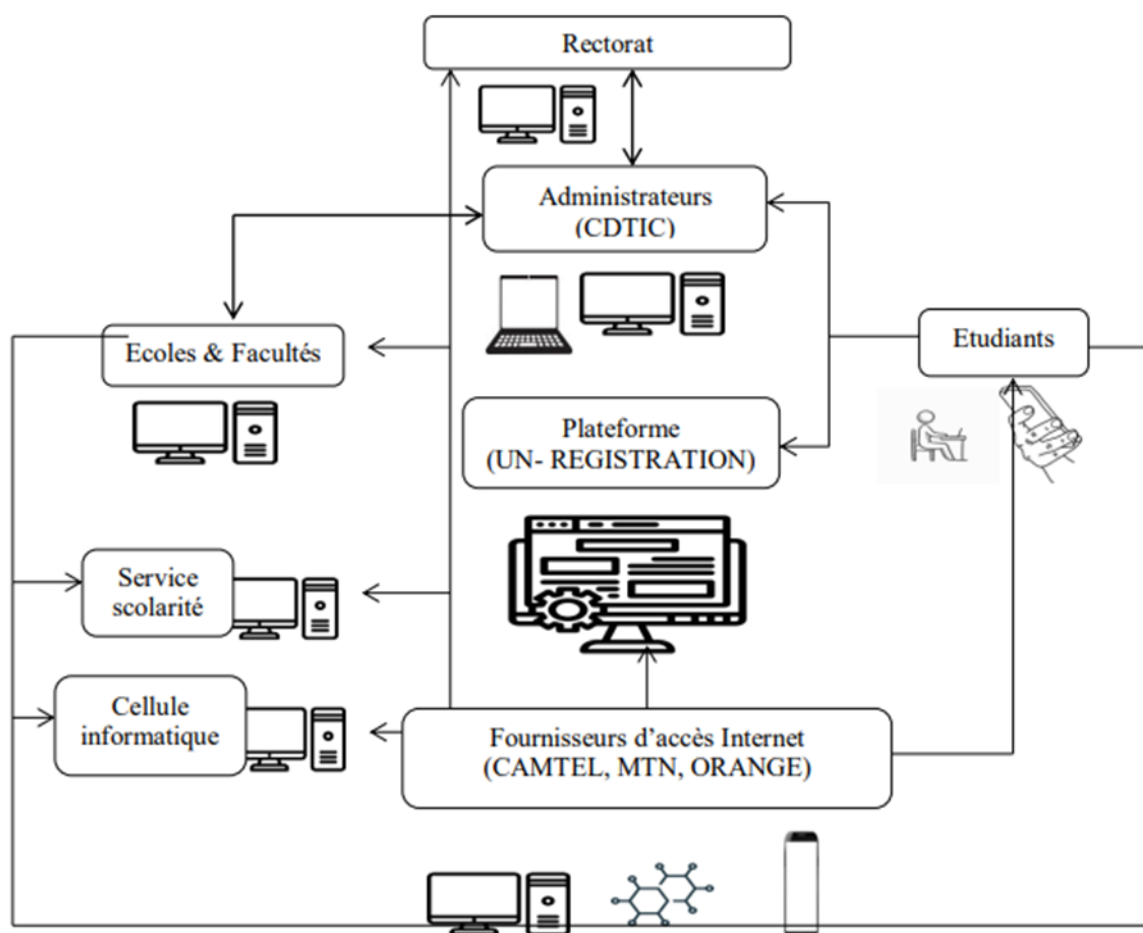 Rectorat
Administrateurs
(CDTIC)
Ecoles & Facultés
Etudiants
Plateforme
(UN- REGISTRATION)
Service
scolarité
Cellule
informatique
Fournisseurs d’accès Internet
(CAMTEL, MTN, ORANGE)